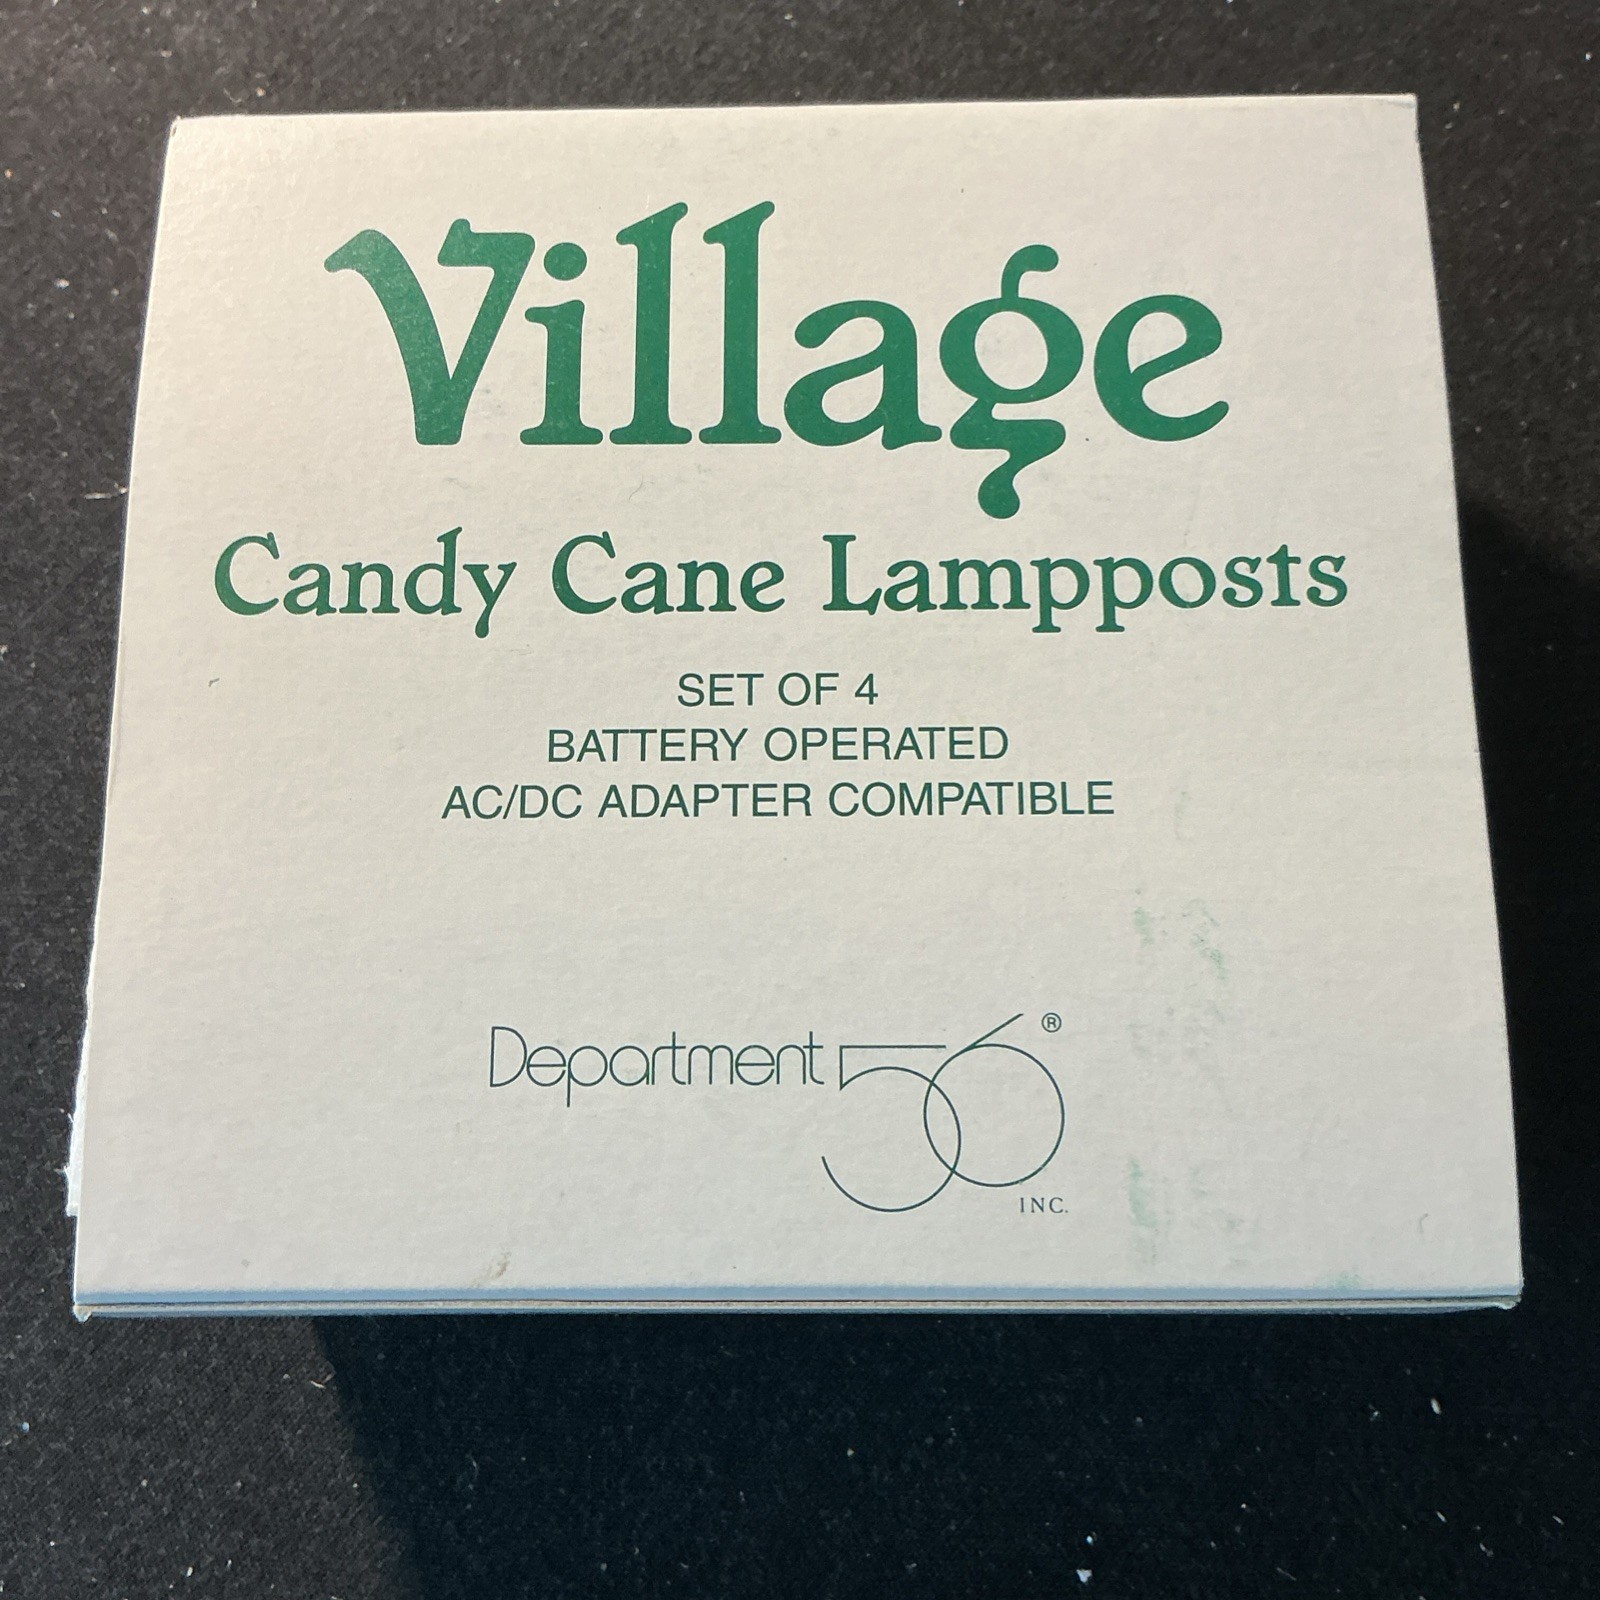 Village
Candy Cane Lampposts
SET OF 4
BATTERY OPERATED
AC/DC ADAPTER COMPATIBLE
Department 56®
INC.